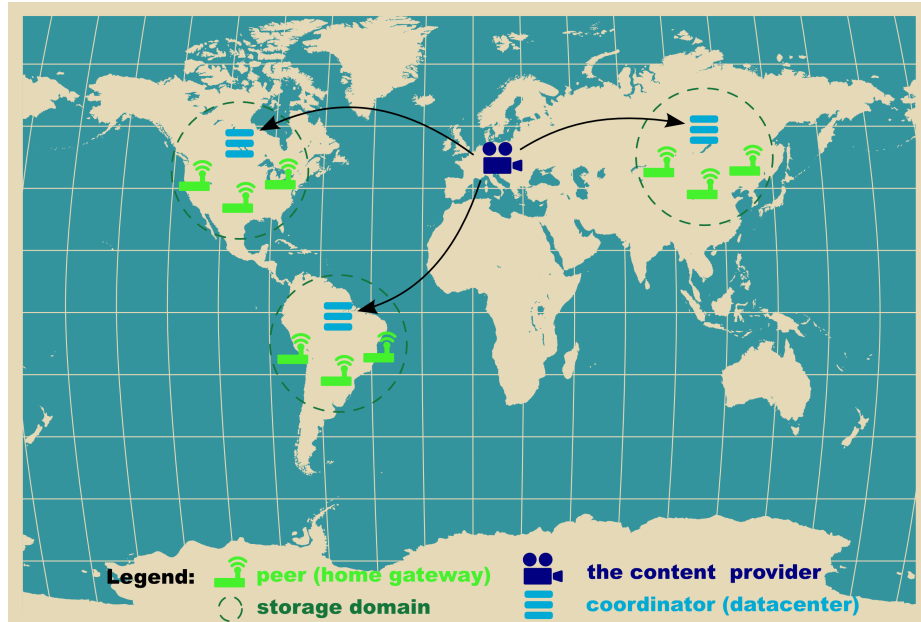 Legend:
peer (home gateway)
the content provider
storage domain
coordinator (datacenter)